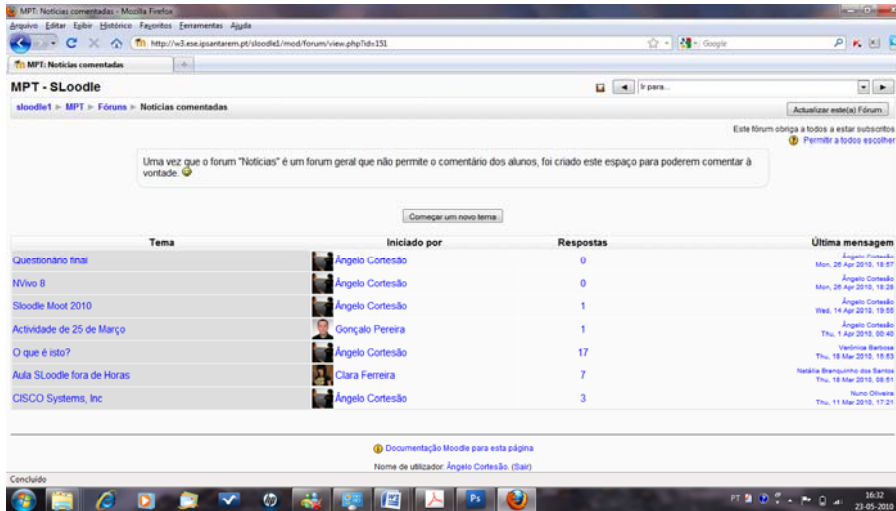 MPT: Notícias comentadas - Mozilla Firefox
Arquivo Editar Exibir Histórico Favoritos Ferramentas Ajuda
http://w3.ese.ipsantarem.pt/sloodle1/mod/forum/view.php?id=151
Google
MPT: Notícias comentadas
MPT - SLoodle
Ir para...
sloodle1 ► MPT ► Fóruns ► Notícias comentadas
Actualizar este(a) Fórum
Este fórum obriga a todos a estar subscritos
Permitir a todos escolher
Uma vez que o forum "Notícias" é um forum geral que não permite o comentário dos alunos, foi criado este espaço para poderem comentar à
vontade.
Começar um novo tema
Tema Iniciado por Respostas Última mensagem
Questionário final Ângelo Cortesão 0 Ângelo Cortesão
Mon, 26 Apr 2010, 18:57
NVivo 8 Ângelo Cortesão 0 Ângelo Cortesão
Mon, 26 Apr 2010, 18:28
Sloodle Moot 2010 Ângelo Cortesão 1 Ângelo Cortesão
Wed, 14 Apr 2010, 19:55
Actividade de 25 de Março Gonçalo Pereira 1 Ângelo Cortesão
Thu, 1 Apr 2010, 00:40
O que é isto? Ângelo Cortesão 17 Verónica Barbosa
Thu, 18 Mar 2010, 15:53
Aula SLoodle fora de Horas Clara Ferreira 7 Natália Branquinho dos Santos
Thu, 18 Mar 2010, 08:51
CISCO Systems, Inc Ângelo Cortesão 3 Nuno Oliveira
Thu, 11 Mar 2010, 17:21
Documentação Moodle para esta página
Nome de utilizador: Ângelo Cortesão. (Sair)
Concluído
PT
16:32
23-05-2010